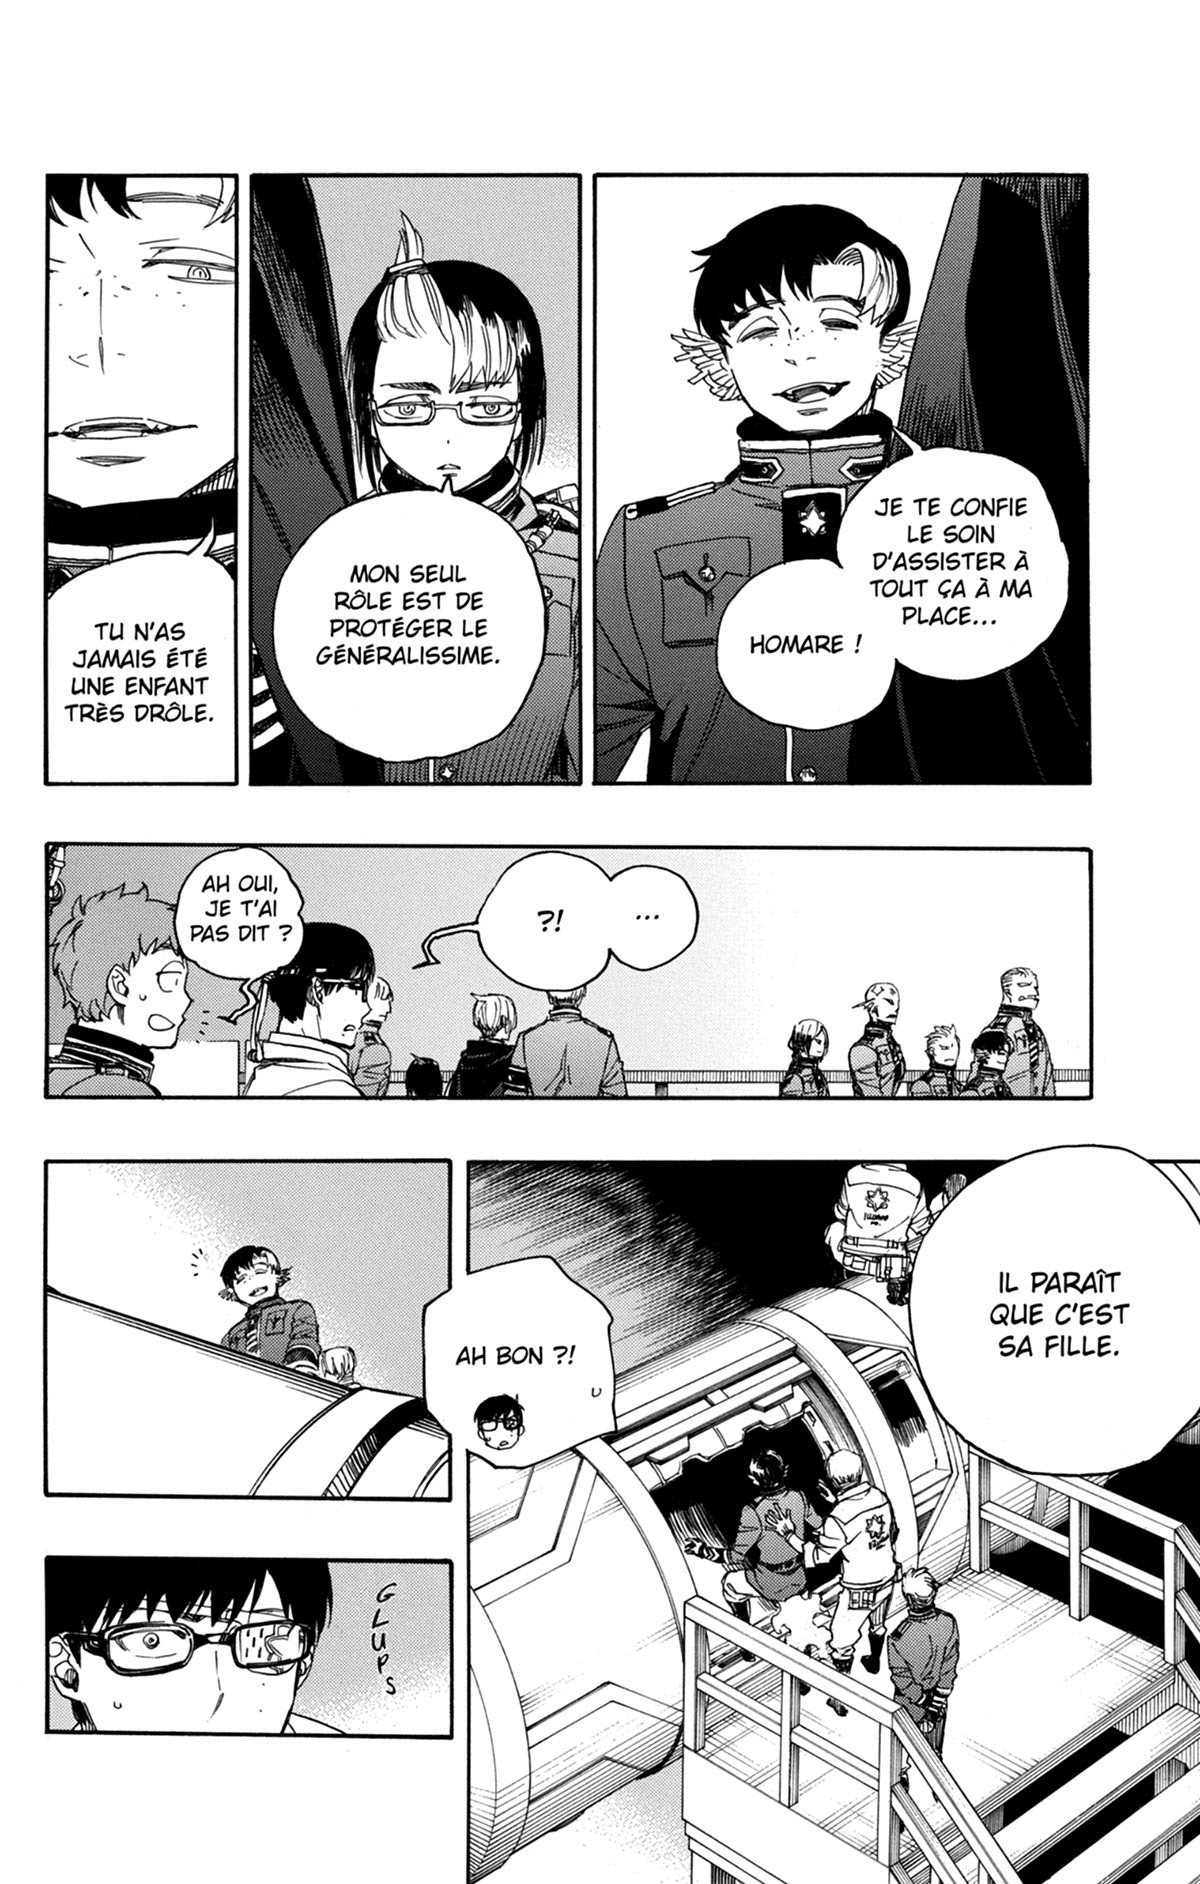 JE TE CONFIE
LE SOIN
D'ASSISTER À
TOUT ÇA À MA
PLACE...
HOMARE !
MON SEUL
RÔLE EST DE
PROTÉGER LE
GÉNÉRALISSIME.
TU N'AS
JAMAIS ÉTÉ
UNE ENFANT
TRÈS DRÔLE.
...
?!
AH OUI,
JE T'AI
PAS DIT ?
IL PARAÎT
QUE C'EST
SA FILLE.
AH BON ?!
GLUPS